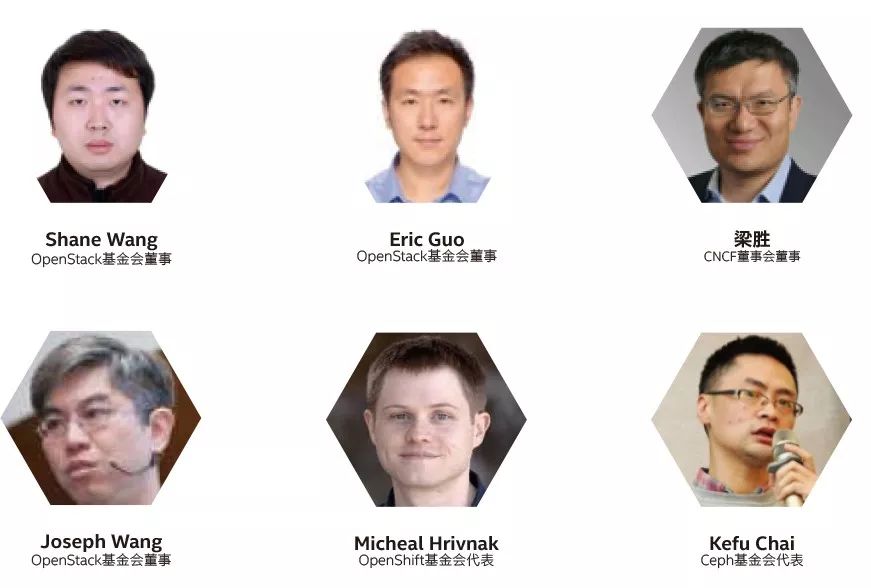 Shane Wang
OpenStack基金会董事
Eric Guo
OpenStack基金会董事
梁胜
CNCF董事会董事
Joseph Wang
OpenStack基金会董事
Micheal Hrivnak
OpenShift基金会代表
Kefu Chai
Ceph基金会代表